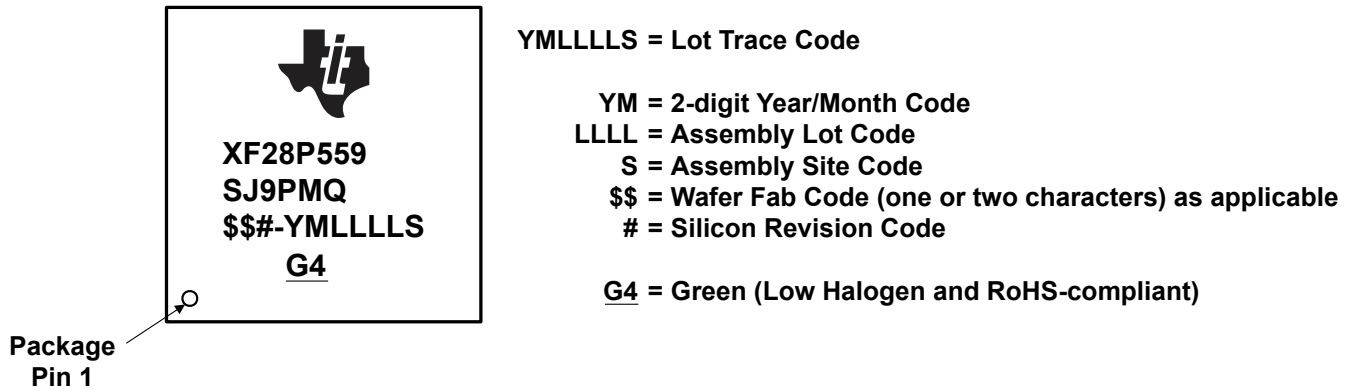 XF28P559
SJ9PMQ
$$#-YMLLLLS
G4
Package
Pin 1
YMLLLLS = Lot Trace Code
YM = 2-digit Year/Month Code
LLLL = Assembly Lot Code
S = Assembly Site Code
$$ = Wafer Fab Code (one or two characters) as applicable
# = Silicon Revision Code
G4 = Green (Low Halogen and RoHS-compliant)